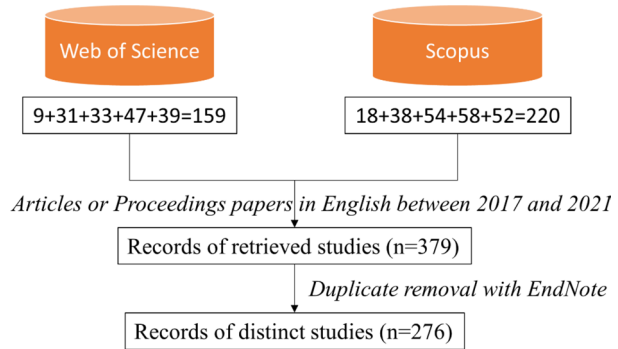 Web of Science
Scopus
9+31+33+47+39=159
18+38+54+58+52=220
Articles or Proceedings papers in English between 2017 and 2021
Records of retrieved studies (n=379)
Duplicate removal with EndNote
Records of distinct studies (n=276)